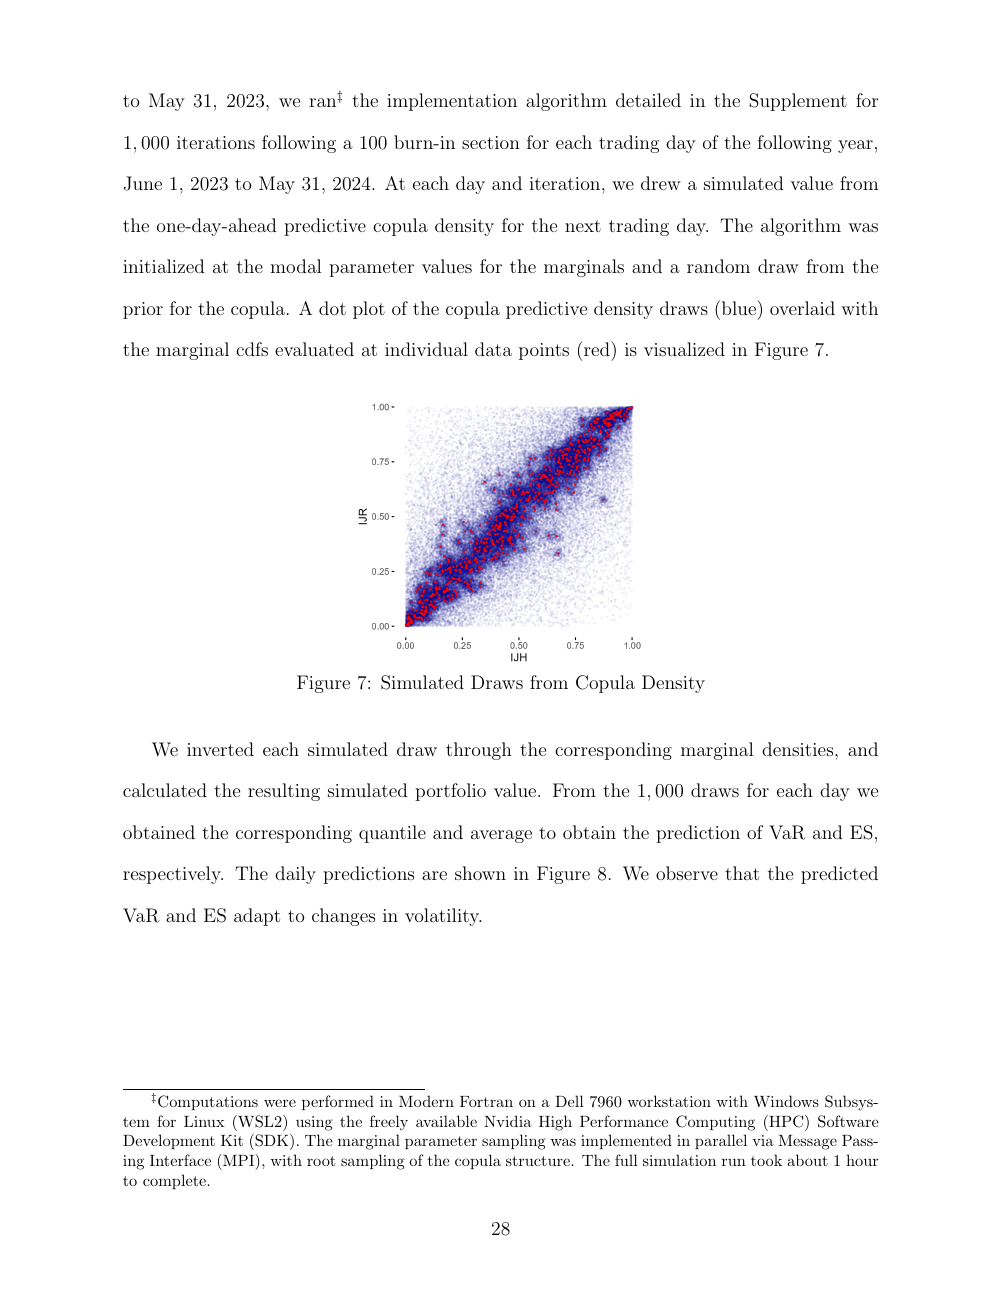 to May 31, 2023, we ran‡ the implementation algorithm detailed in the Supplement for
1,000 iterations following a 100 burn-in section for each trading day of the following year,
June 1, 2023 to May 31, 2024. At each day and iteration, we drew a simulated value from
the one-day-ahead predictive copula density for the next trading day. The algorithm was
initialized at the modal parameter values for the marginals and a random draw from the
prior for the copula. A dot plot of the copula predictive density draws (blue) overlaid with
the marginal cdfs evaluated at individual data points (red) is visualized in Figure 7.
1.00
0.75
IJR
0.50
0.25
0.00
0.00 0.25 0.50 0.75 1.00
IJH
Figure 7: Simulated Draws from Copula Density
We inverted each simulated draw through the corresponding marginal densities, and
calculated the resulting simulated portfolio value. From the 1,000 draws for each day we
obtained the corresponding quantile and average to obtain the prediction of VaR and ES,
respectively. The daily predictions are shown in Figure 8. We observe that the predicted
VaR and ES adapt to changes in volatility.
‡Computations were performed in Modern Fortran on a Dell 7960 workstation with Windows Subsys-
tem for Linux (WSL2) using the freely available Nvidia High Performance Computing (HPC) Software
Development Kit (SDK). The marginal parameter sampling was implemented in parallel via Message Pass-
ing Interface (MPI), with root sampling of the copula structure. The full simulation run took about 1 hour
to complete.
28